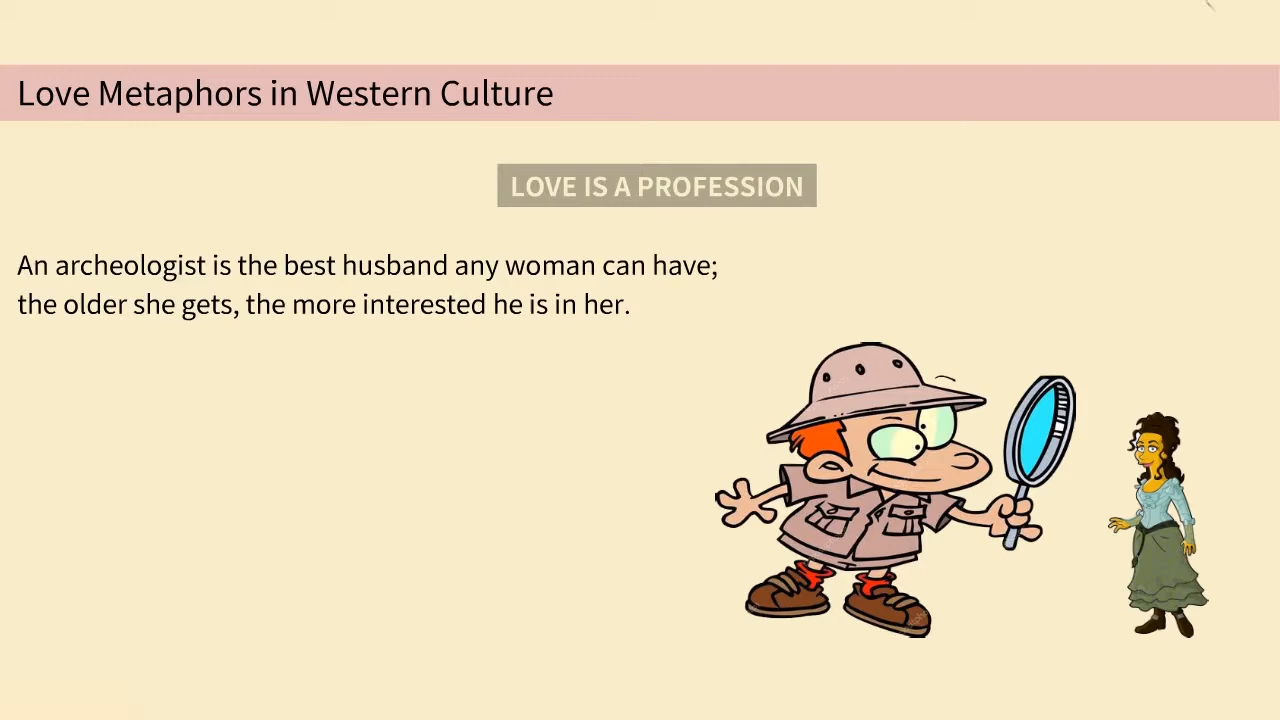 Love Metaphors in Western Culture
LOVE IS A PROFESSION
An archeologist is the best husband any woman can have;
the older she gets, the more interested he is in her.